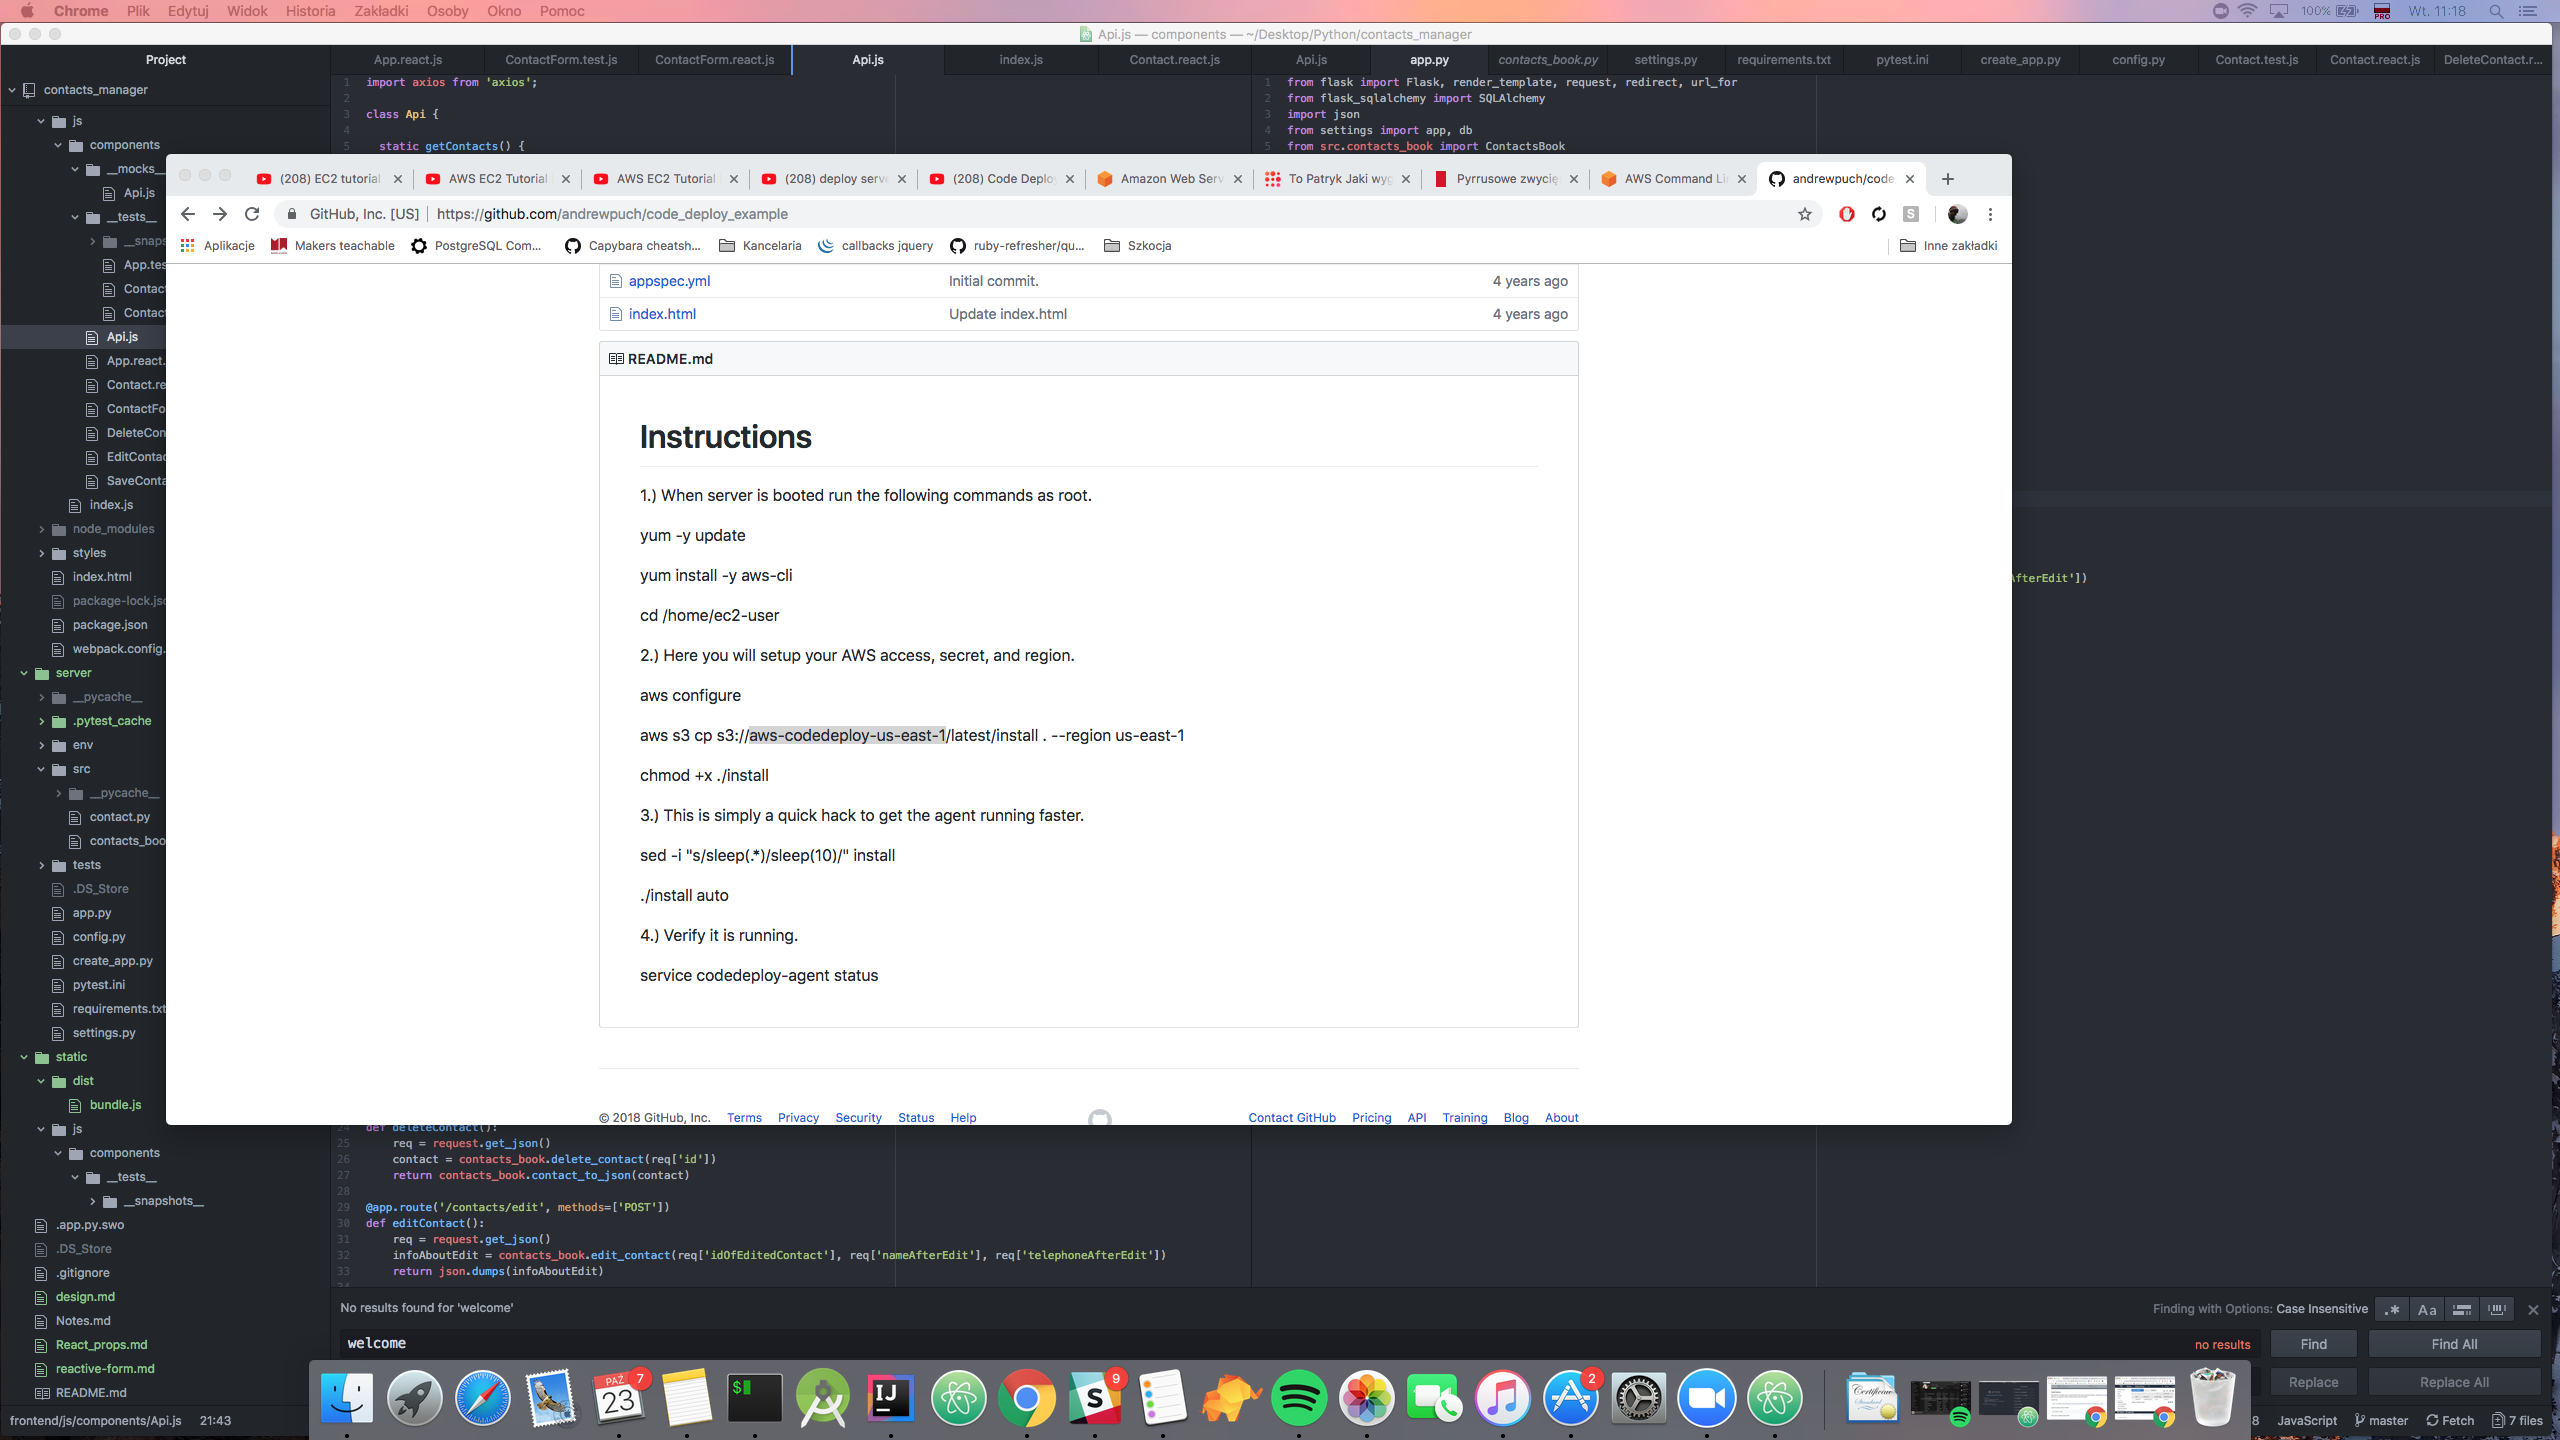 Chrome Plik Edytuj Widok Historia Zakładki Osoby Okno Pomoc 100% PRO Wt. 11:18
Api.js — components — ~/Desktop/Python/contacts_manager
Project
App.react.js ContactForm.test.js ContactForm.react.js Api.js index.js Contact.react.js Api.js app.py contacts_book.py settings.py requirements.txt pytest.ini create_app.py config.py Contact.test.js Contact.react.js DeleteContact.r...
contacts_manager
js
components
__mocks__
Api.js
__tests__
__snaps
App.tes
Contac
Contac
Api.js
App.react.
Contact.re
ContactFo
DeleteCon
EditContac
SaveConta
index.js
node_modules
styles
index.html
package-lock.jso
package.json
webpack.config.
server
__pycache__
.pytest_cache
env
src
__pycache__
contact.py
contacts_boo
tests
.DS_Store
app.py
config.py
create_app.py
pytest.ini
requirements.txt
settings.py
static
dist
bundle.js
js
components
__tests__
__snapshots__
.app.py.swo
.DS_Store
.gitignore
design.md
Notes.md
React_props.md
reactive-form.md
README.md
1 import axios from 'axios';
2
3 class Api {
4
5 static getContacts() {
1 from flask import Flask, render_template, request, redirect, url_for
2 from flask_sqlalchemy import SQLAlchemy
3 import json
4 from settings import app, db
5 from src.contacts_book import ContactsBook
(208) EC2 tutorial AWS EC2 Tutorial AWS EC2 Tutorial (208) deploy serve (208) Code Deploy Amazon Web Serv To Patryk Jaki wyg Pyrrusowe zwycię AWS Command Li andrewpuch/code
GitHub, Inc. [US] https://github.com/andrewpuch/code_deploy_example
Aplikacje Makers teachable PostgreSQL Com... Capybara cheatsh... Kancelaria callbacks jquery ruby-refresher/qu... Szkocja Inne zakładki
appspec.yml Initial commit. 4 years ago
index.html Update index.html 4 years ago
README.md
Instructions
1.) When server is booted run the following commands as root.
yum -y update
yum install -y aws-cli
cd /home/ec2-user
2.) Here you will setup your AWS access, secret, and region.
aws configure
aws s3 cp s3://aws-codedeploy-us-east-1/latest/install . --region us-east-1
chmod +x ./install
3.) This is simply a quick hack to get the agent running faster.
sed -i "s/sleep(.*)/sleep(10)/" install
./install auto
4.) Verify it is running.
service codedeploy-agent status
© 2018 GitHub, Inc. Terms Privacy Security Status Help Contact GitHub Pricing API Training Blog About
AfterEdit'])
24 def deleteContact():
25 req = request.get_json()
26 contact = contacts_book.delete_contact(req['id'])
27 return contacts_book.contact_to_json(contact)
28
29 @app.route('/contacts/edit', methods=['POST'])
30 def editContact():
31 req = request.get_json()
32 infoAboutEdit = contacts_book.edit_contact(req['idOfEditedContact'], req['nameAfterEdit'], req['telephoneAfterEdit'])
33 return json.dumps(infoAboutEdit)
34
No results found for 'welcome' Finding with Options: Case Insensitive .* Aa
welcome no results Find Find All
Replace Replace All
PAŹ 23 7 $ IJ S 9 2
frontend/js/components/Api.js 21:43 8 JavaScript master Fetch 7 files